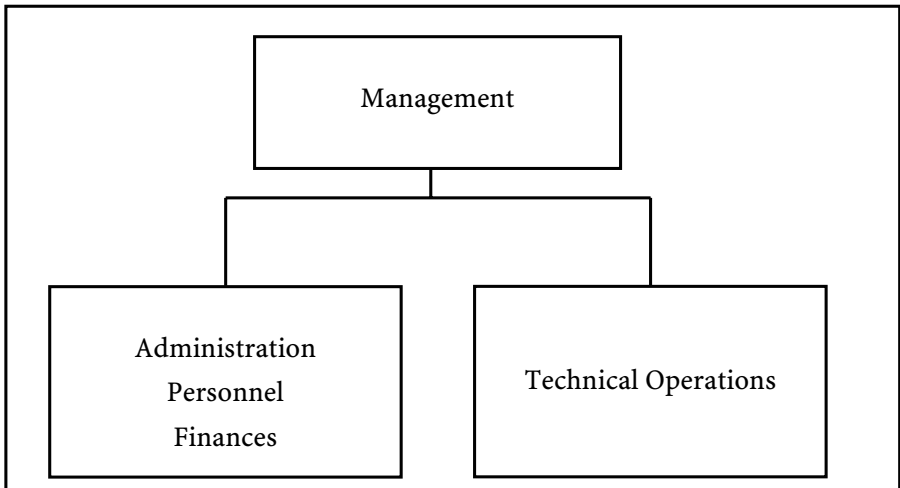 Management
Administration
Personnel
Finances
Technical Operations